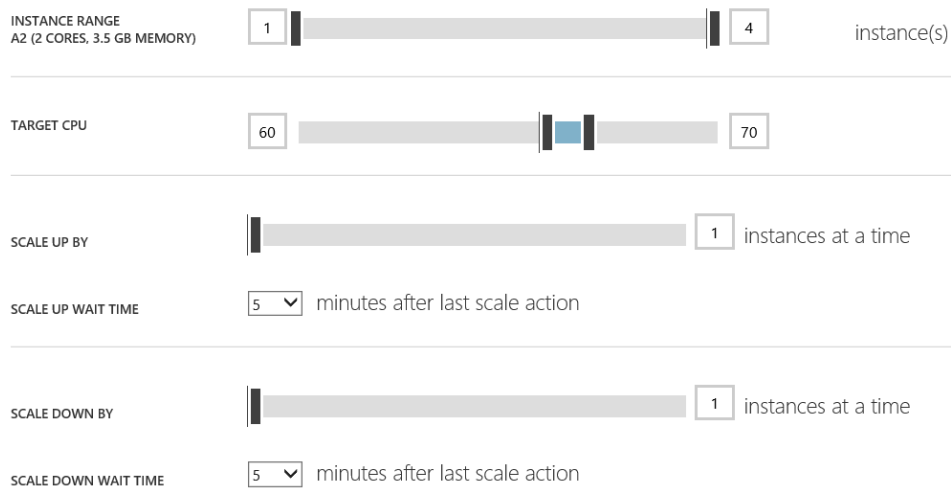 INSTANCE RANGE
A2 (2 CORES, 3.5 GB MEMORY)
1
4
instance(s)
TARGET CPU
60
70
SCALE UP BY
1
instances at a time
SCALE UP WAIT TIME
5
minutes after last scale action
SCALE DOWN BY
1
instances at a time
SCALE DOWN WAIT TIME
5
minutes after last scale action